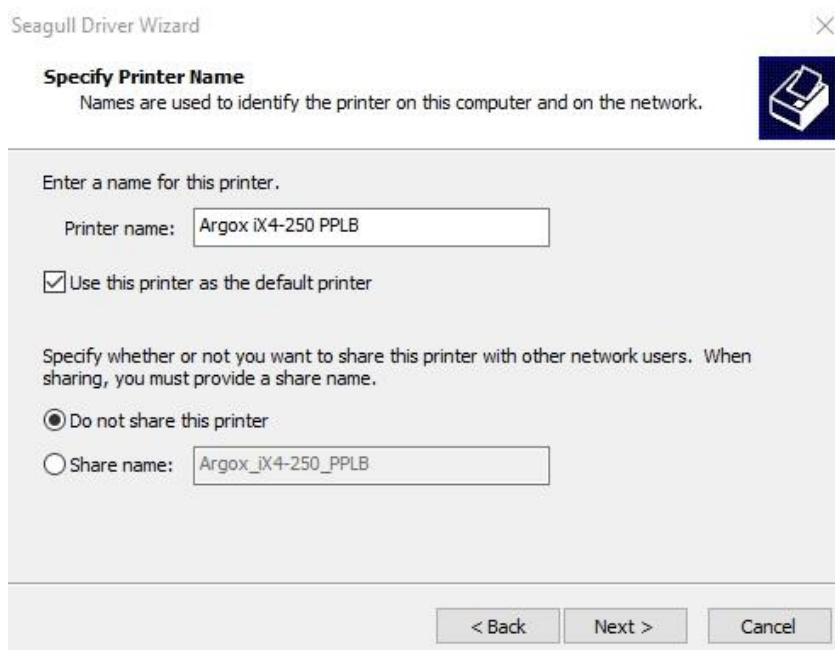 Seagull Driver Wizard
Specify Printer Name
Names are used to identify the printer on this computer and on the network.
Enter a name for this printer.
Printer name: Argox iX4-250 PPLB
Use this printer as the default printer
Specify whether or not you want to share this printer with other network users.  When
sharing, you must provide a share name.
Do not share this printer
Share name: Argox_iX4-250_PPLB
< Back Next > Cancel